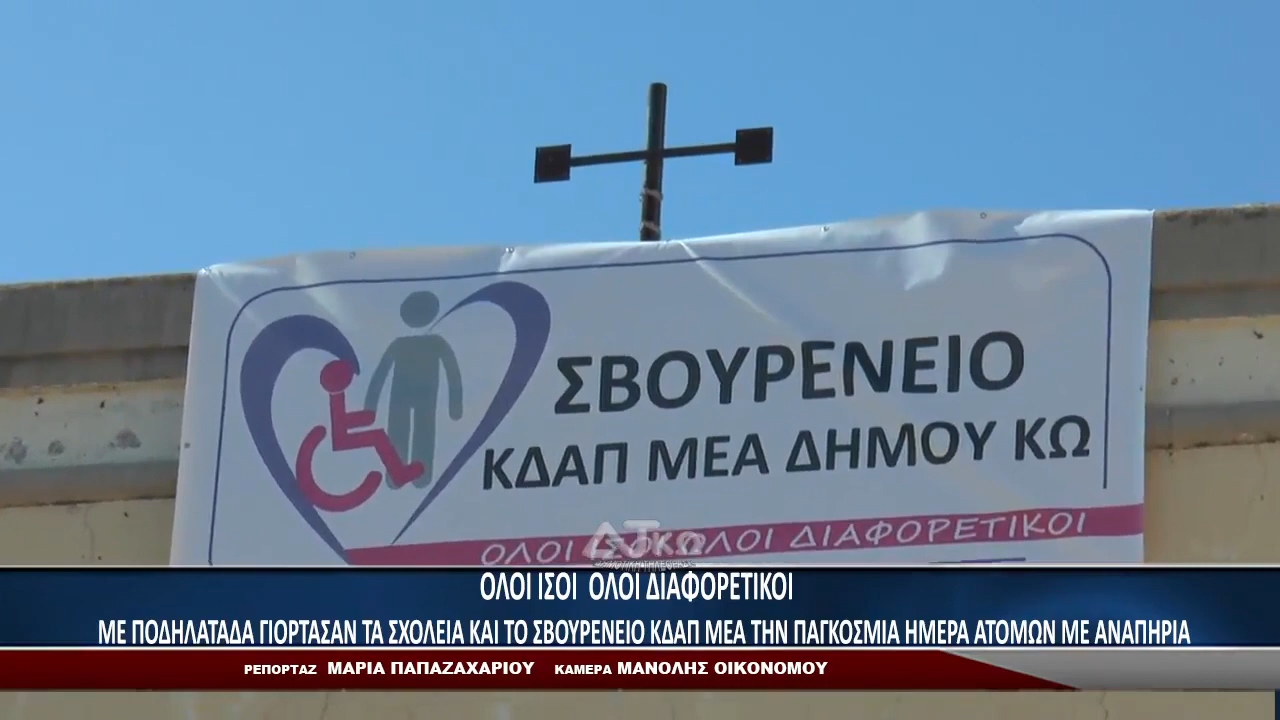 ΣΒΟΥΡΕΝΕΙΟ
ΚΔΑΠ ΜΕΑ ΔΗΜΟΥ ΚΩ
ΟΛΟΙ ΙΣΟΙ ΟΛΟΙ ΔΙΑΦΟΡΕΤΙΚΟΙ
ΚΩ
ΟΛΟΙ ΙΣΟΙ ΟΛΟΙ ΔΙΑΦΟΡΕΤΙΚΟΙ
ΜΕ ΠΟΔΗΛΑΤΑΔΑ ΓΙΟΡΤΑΣΑΝ ΤΑ ΣΧΟΛΕΙΑ ΚΑΙ ΤΟ ΣΒΟΥΡΕΝΕΙΟ ΚΔΑΠ ΜΕΑ ΤΗΝ ΠΑΓΚΟΣΜΙΑ ΗΜΕΡΑ ΑΤΟΜΩΝ ΜΕ ΑΝΑΠΗΡΙΑ
ΡΕΠΟΡΤΑΖ ΜΑΡΙΑ ΠΑΠΑΖΑΧΑΡΙΟΥ ΚΑΜΕΡΑ ΜΑΝΟΛΗΣ ΟΙΚΟΝΟΜΟΥ